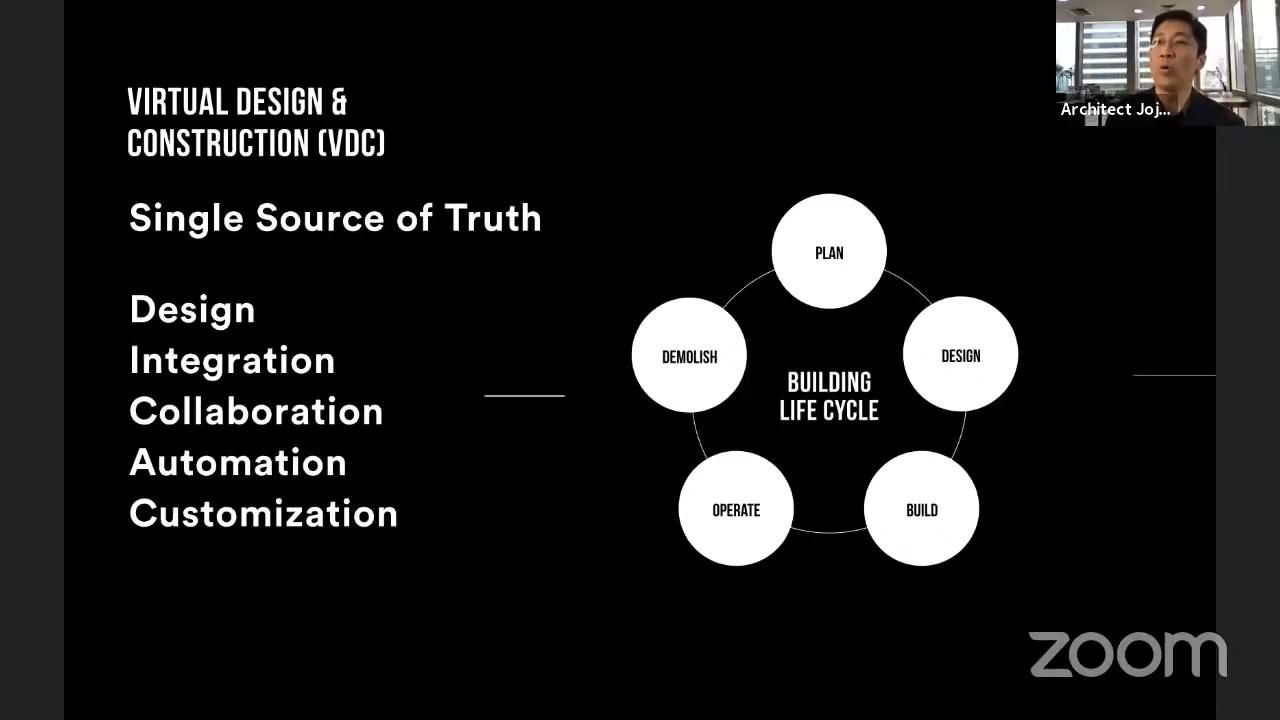 VIRTUAL DESIGN &
CONSTRUCTION (VDC)
Single Source of Truth
Design
Integration
Collaboration
Automation
Customization
PLAN
DESIGN
BUILD
OPERATE
DEMOLISH
BUILDING
LIFE CYCLE
Architect Joj...
zoom